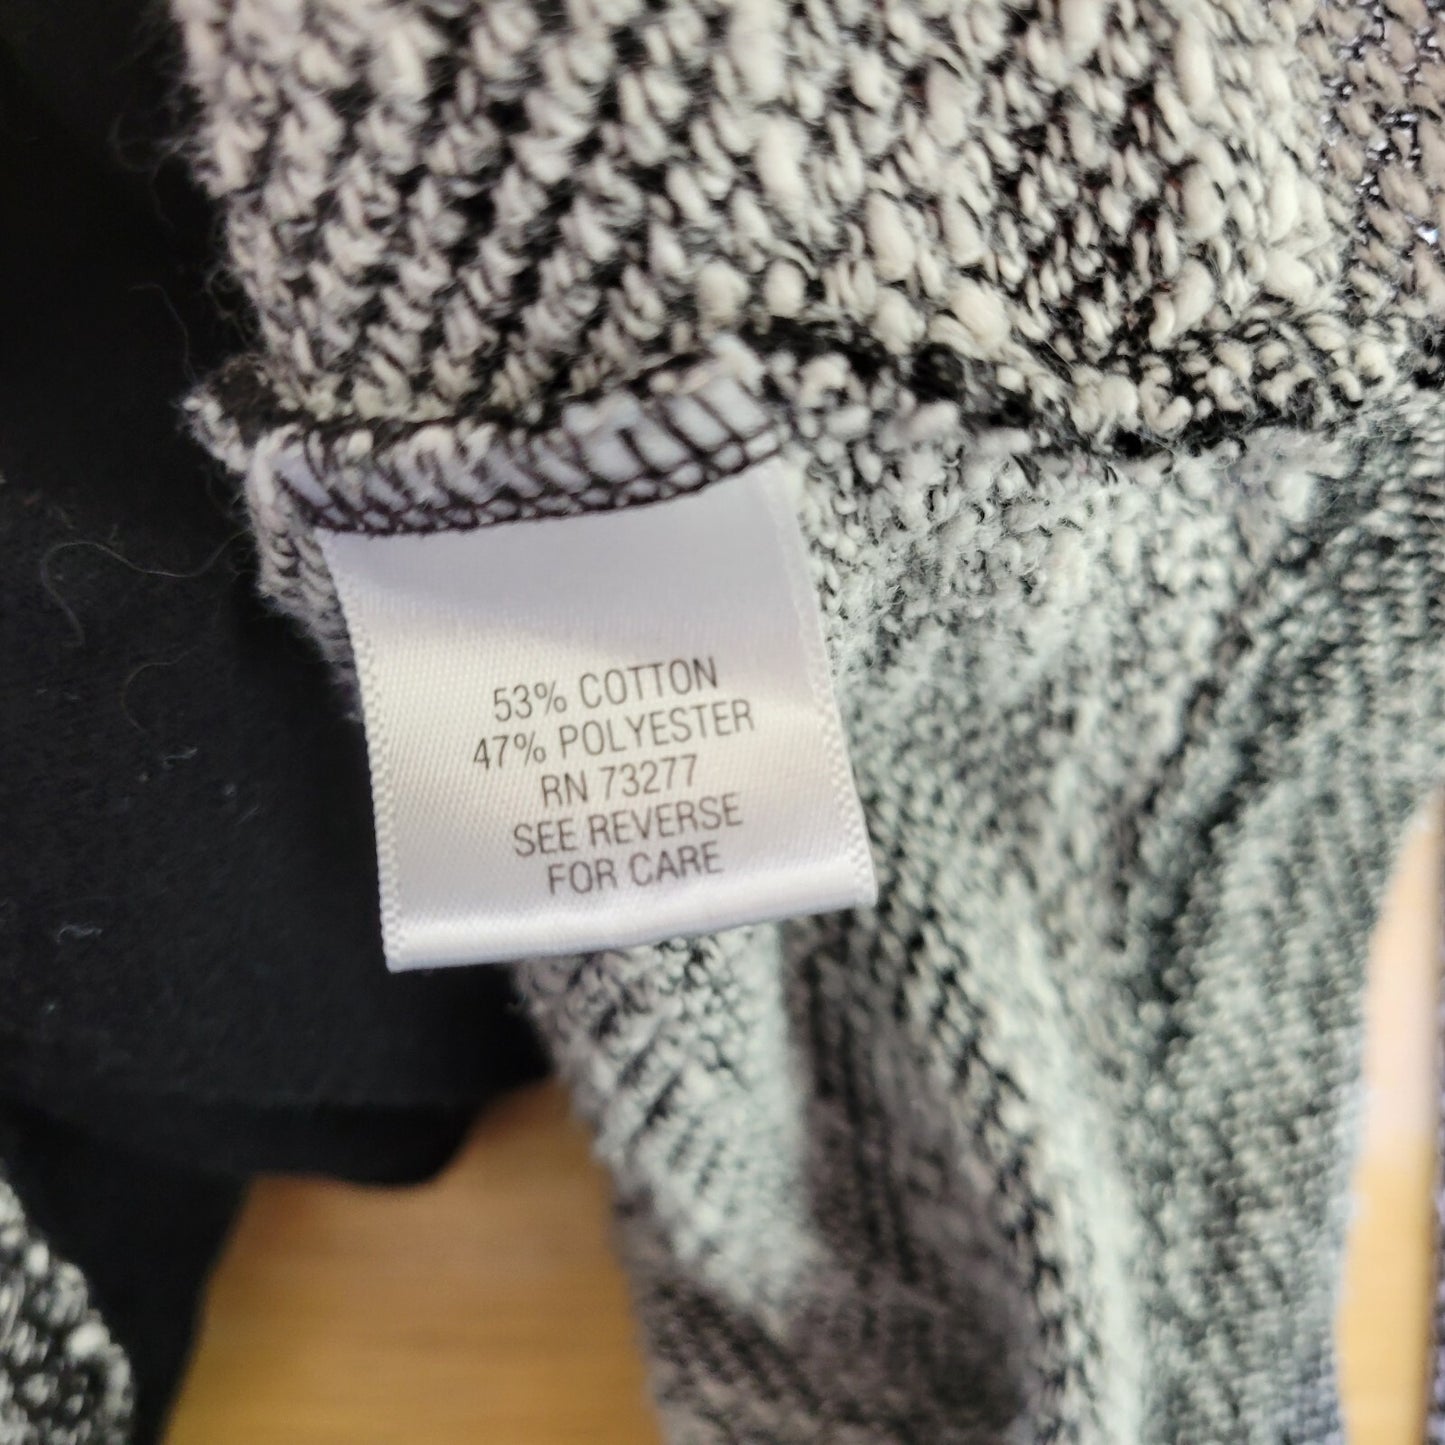 53% COTTON
47% POLYESTER
RN 73277
SEE REVERSE
FOR CARE